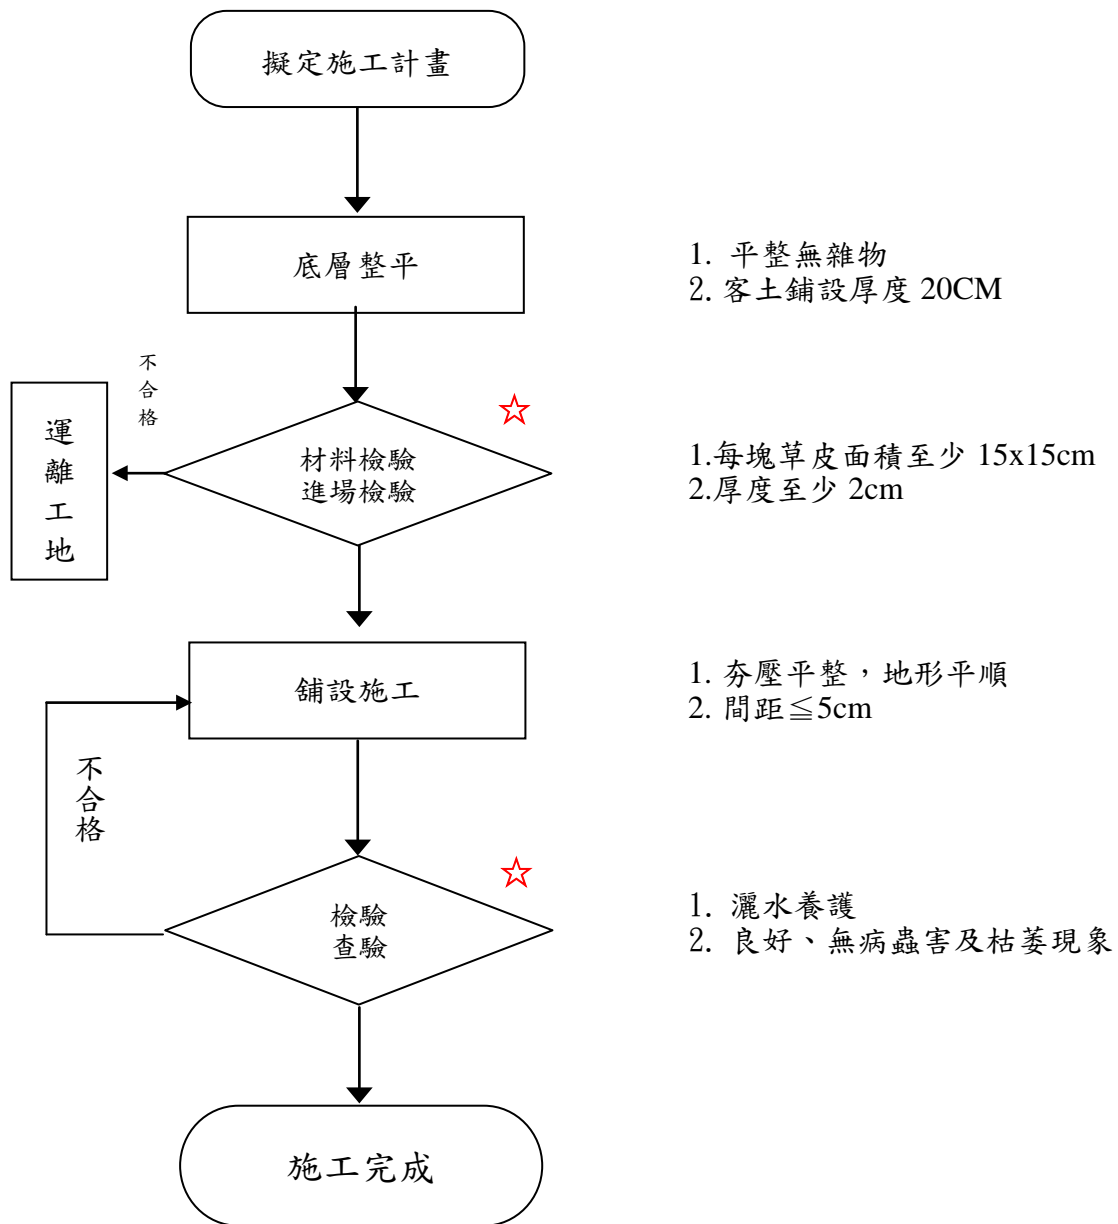 擬定施工計畫
底層整平
1. 平整無雜物
2. 客土鋪設厚度 20CM
不合格
運離工地
材料檢驗
進場檢驗
1.每塊草皮面積至少 15x15cm
2.厚度至少 2cm
舖設施工
1. 夯壓平整，地形平順
2. 間距≦5cm
不合格
檢驗
查驗
1. 灑水養護
2. 良好、無病蟲害及枯萎現象
施工完成